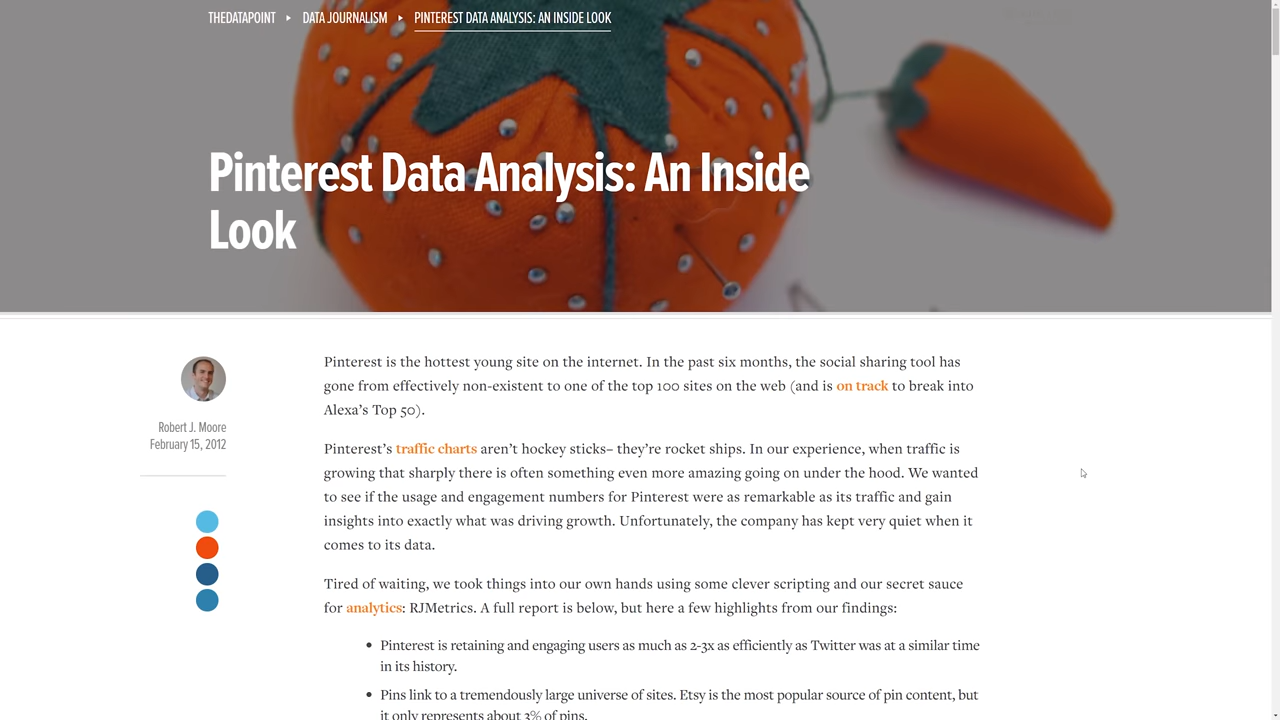 THEDATAPOINT ▸ DATA JOURNALISM ▸ PINTEREST DATA ANALYSIS: AN INSIDE LOOK
Pinterest Data Analysis: An Inside
Look
Robert J. Moore
February 15, 2012
Pinterest is the hottest young site on the internet. In the past six months, the social sharing tool has
gone from effectively non-existent to one of the top 100 sites on the web (and is on track to break into
Alexa’s Top 50).
Pinterest’s traffic charts aren’t hockey sticks– they’re rocket ships. In our experience, when traffic is
growing that sharply there is often something even more amazing going on under the hood. We wanted
to see if the usage and engagement numbers for Pinterest were as remarkable as its traffic and gain
insights into exactly what was driving growth. Unfortunately, the company has kept very quiet when it
comes to its data.
Tired of waiting, we took things into our own hands using some clever scripting and our secret sauce
for analytics: RJMetrics. A full report is below, but here a few highlights from our findings:
• Pinterest is retaining and engaging users as much as 2-3x as efficiently as Twitter was at a similar time
in its history.
• Pins link to a tremendously large universe of sites. Etsy is the most popular source of pin content, but
it only represents about 3% of pins.